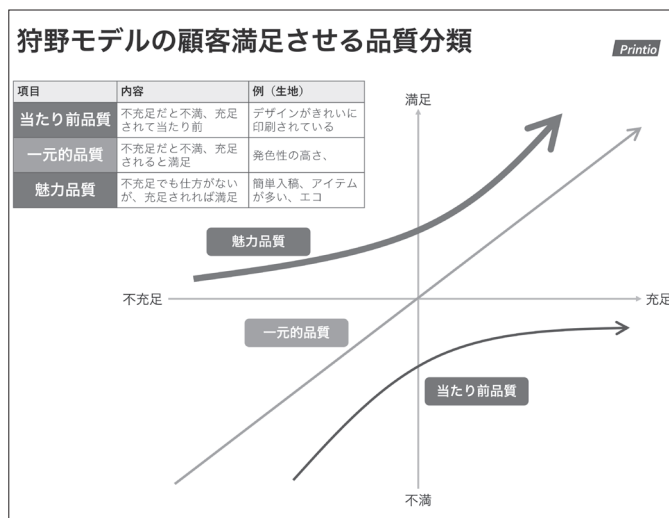 狩野モデルの顧客満足させる品質分類
Printio
項目
内容
例（生地）
当たり前品質
不充足だと不満、充足
されて当たり前
デザインがきれいに
印刷されている
一元的品質
不充足だと不満、充足
されると満足
発色性の高さ、
魅力品質
不充足でも仕方がない
が、充足されれば満足
簡単入稿、アイテム
が多い、エコ
満足
魅力品質
不充足
充足
一元的品質
当たり前品質
不満